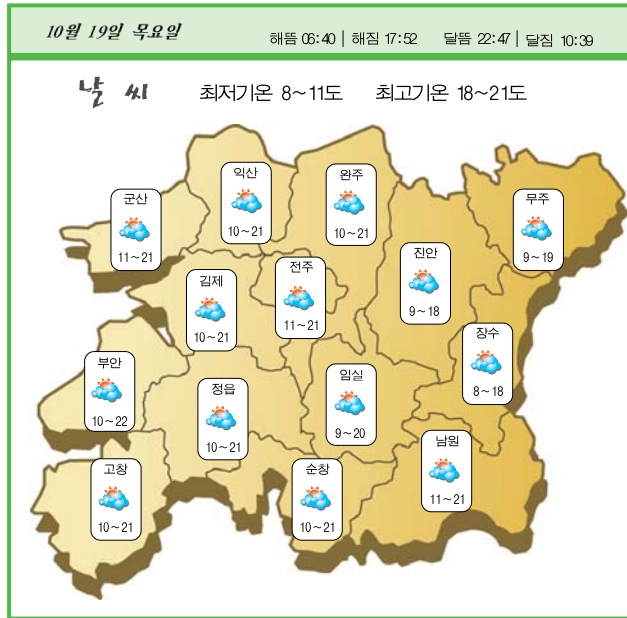 10월 19일 목요일
해뜸 06:40 | 해짐 17:52 달뜸 22:47 | 달짐 10:39
날 씨 최저기온 8~11도 최고기온 18~21도
익산
10~21
완주
10~21
군산
11~21
무주
9~19
진안
9~18
전주
11~21
김제
10~21
장수
8~18
부안
10~22
임실
9~20
정읍
10~21
남원
11~21
고창
10~21
순창
10~21